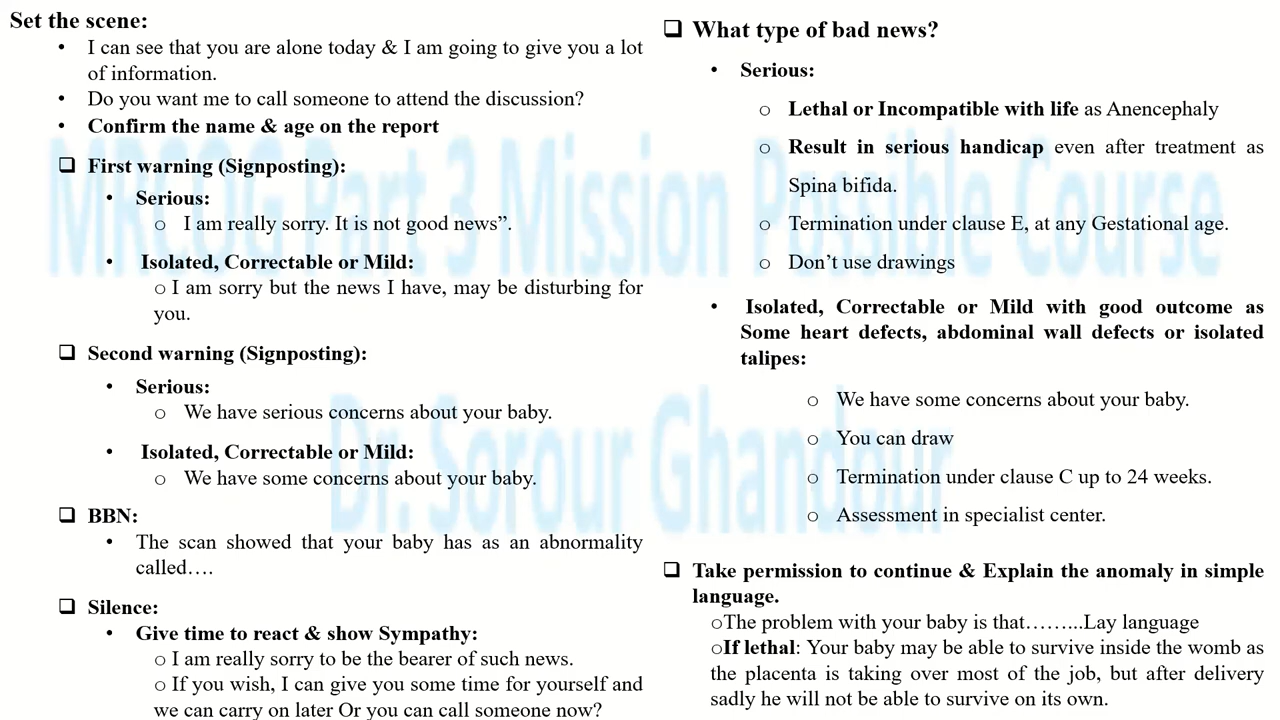 Set the scene:
• I can see that you are alone today & I am going to give you a lot
of information.
• Do you want me to call someone to attend the discussion?
• Confirm the name & age on the report
❑ First warning (Signposting):
• Serious:
o I am really sorry. It is not good news”.
• Isolated, Correctable or Mild:
o I am sorry but the news I have, may be disturbing for
you.
❑ Second warning (Signposting):
• Serious:
o We have serious concerns about your baby.
• Isolated, Correctable or Mild:
o We have some concerns about your baby.
❑ BBN:
• The scan showed that your baby has as an abnormality
called….
❑ Silence:
• Give time to react & show Sympathy:
o I am really sorry to be the bearer of such news.
o If you wish, I can give you some time for yourself and
we can carry on later Or you can call someone now?
❑ What type of bad news?
• Serious:
o Lethal or Incompatible with life as Anencephaly
o Result in serious handicap even after treatment as
Spina bifida.
o Termination under clause E, at any Gestational age.
o Don’t use drawings
• Isolated, Correctable or Mild with good outcome as
Some heart defects, abdominal wall defects or isolated
talipes:
o We have some concerns about your baby.
o You can draw
o Termination under clause C up to 24 weeks.
o Assessment in specialist center.
❑ Take permission to continue & Explain the anomaly in simple
language.
oThe problem with your baby is that……...Lay language
oIf lethal: Your baby may be able to survive inside the womb as
the placenta is taking over most of the job, but after delivery
sadly he will not be able to survive on its own.
MRCOG Part 3 Mission Possible Course
Dr. Sorour Ghandour